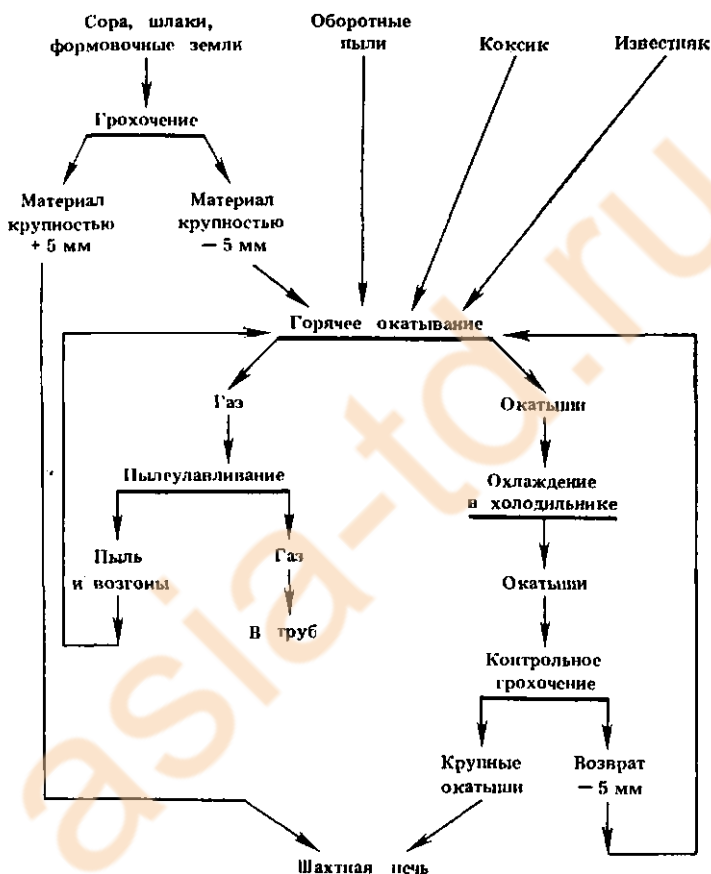 Сора, шлаки,
формовочные земли
Оборотные
пыли
Коксик
Известняк
Грохочение
Материал
крупностью
+ 5 мм
Материал
крупностью
— 5 мм
Горячее окатывание
Газ
Окатыши
Пылеулавливание
Охлаждение
в холодильнике
Пыль
и возгоны
Газ
Окатыши
В труб
Контрольное
грохочение
Крупные
окатыши
Возврат
— 5 мм
Шахтная печь
asia-td.ru